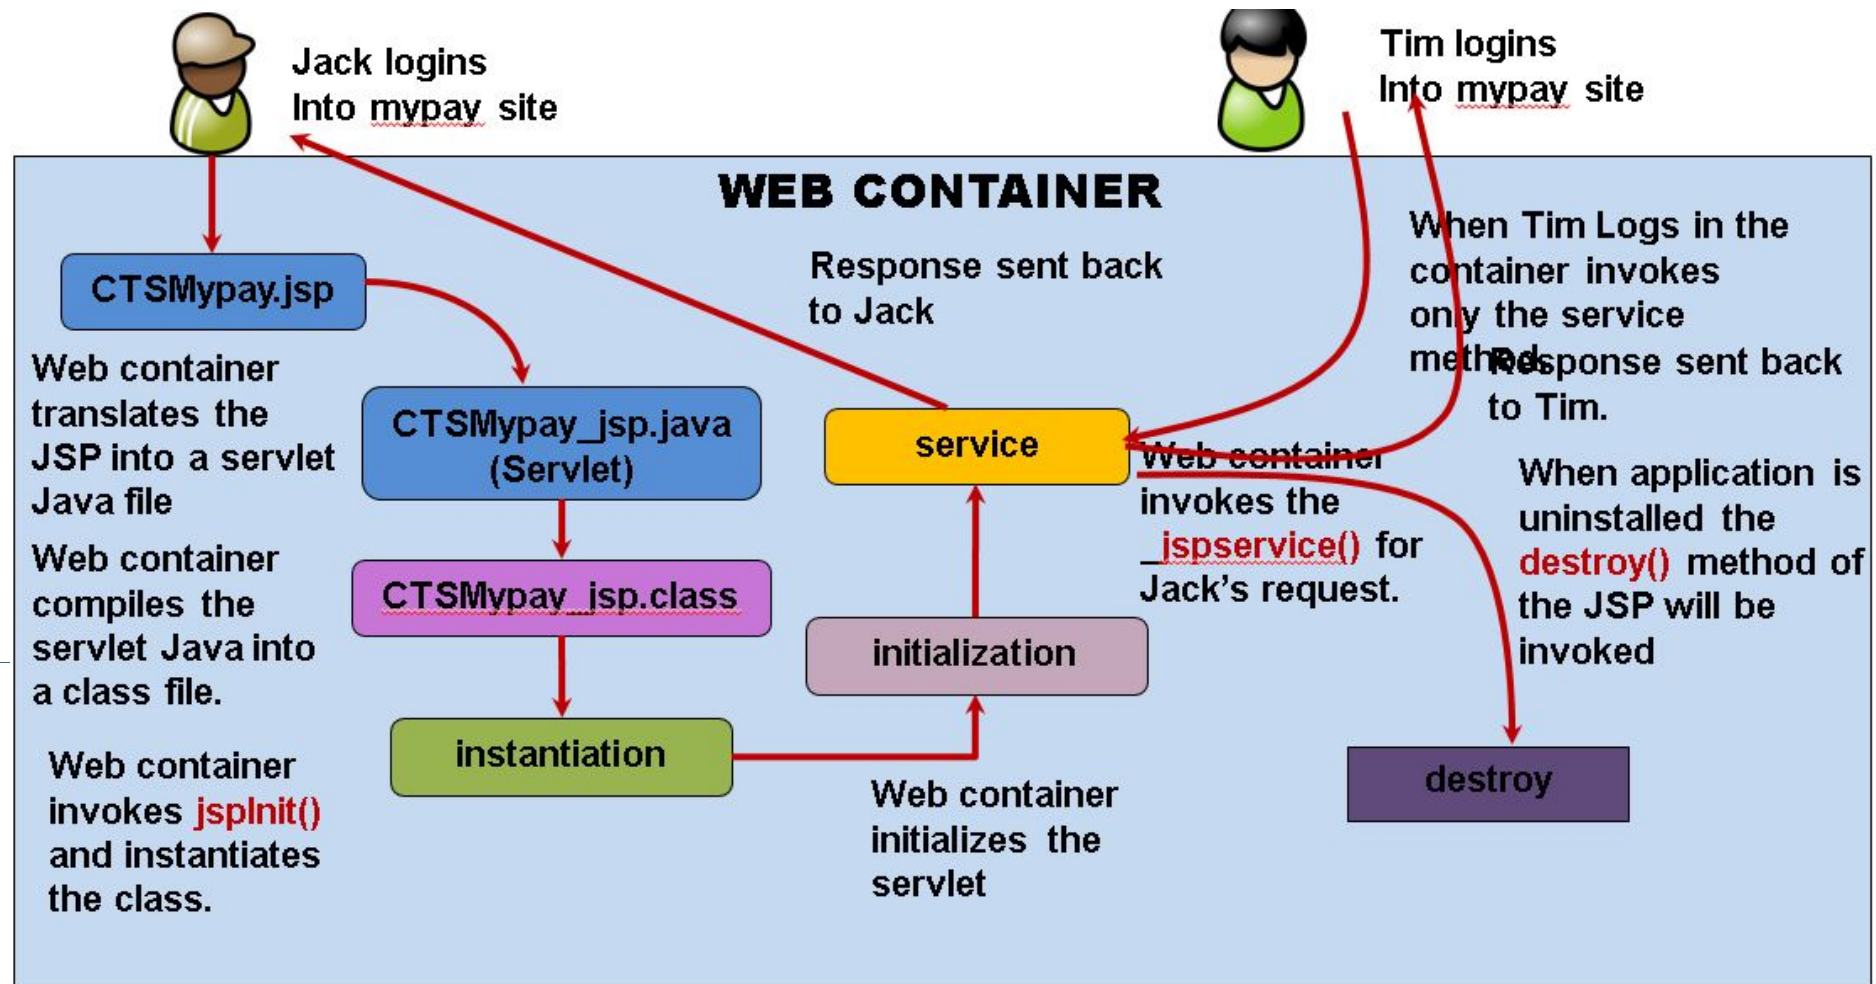 Jack logins
Into mypay site
Tim logins
Into mypay site
WEB CONTAINER
CTSMypay.jsp
Response sent back
to Jack
When Tim Logs in the
container invokes
only the service
method.
Response sent back
to Tim.
Web container
translates the
JSP into a servlet
Java file
CTSMypay_jsp.java
(Servlet)
service
Web container
invokes the
_jspservice() for
Jack's request.
When application is
uninstalled the
destroy() method of
the JSP will be
invoked
Web container
compiles the
servlet Java into
a class file.
CTSMypay_jsp.class
initialization
instantiation
Web container
invokes jspInit()
and instantiates
the class.
Web container
initializes the
servlet
destroy